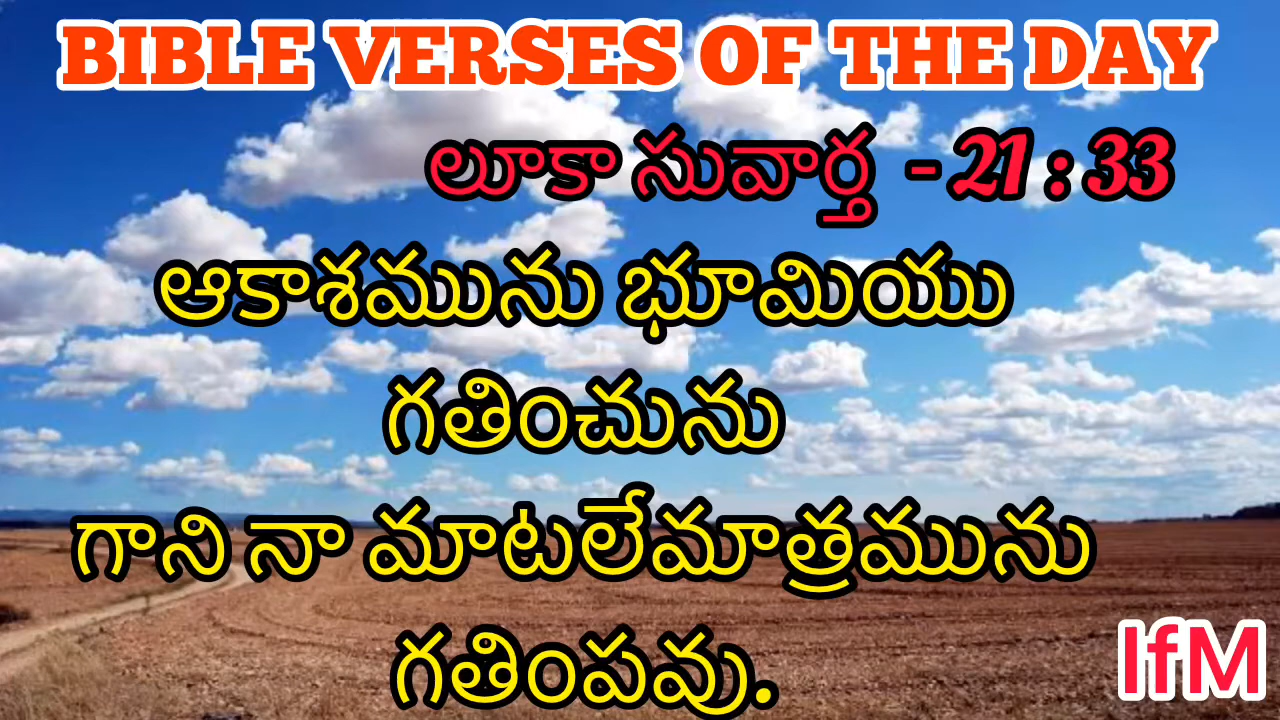 BIBLE VERSES OF THE DAY
లూకా సువార్త - 21 : 33
ఆకాశమును భూమియు
గతించును
గాని నా మాటలేమాత్రమును
గతింపవు.
IfM